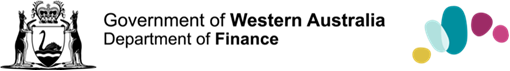 Government of Western Australia
Department of Finance